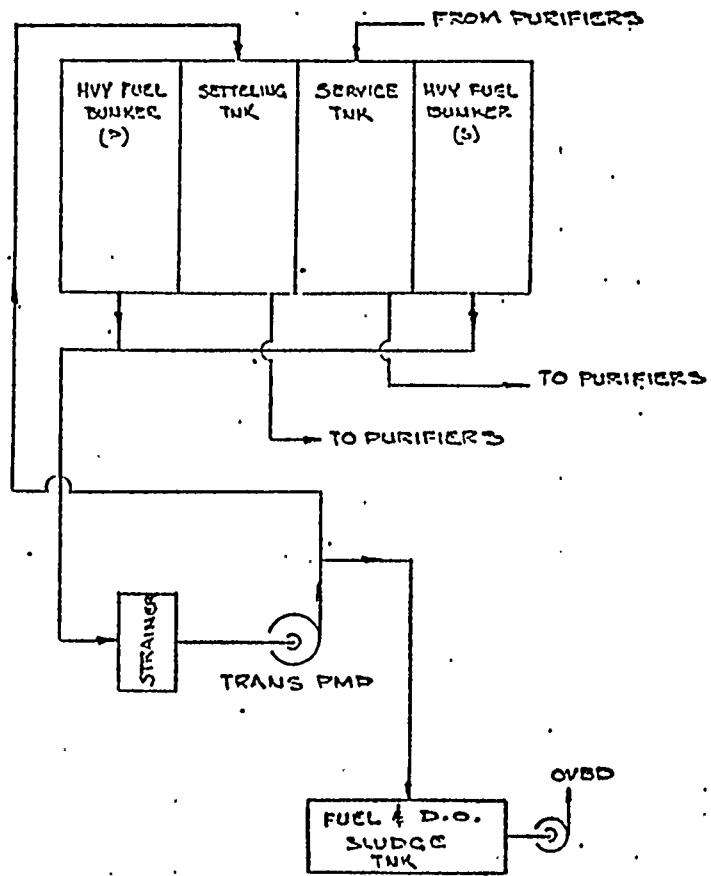 FROM PURIFIERS
HVY FUEL
BUNKER
(P)
SETTLING
TNK
SERVICE
TNK
HVY FUEL
BUNKER
(S)
TO PURIFIERS
TO PURIFIERS
STRAINER
TRANS PMP
OVBD
FUEL & D.O.
SLUDGE
TNK